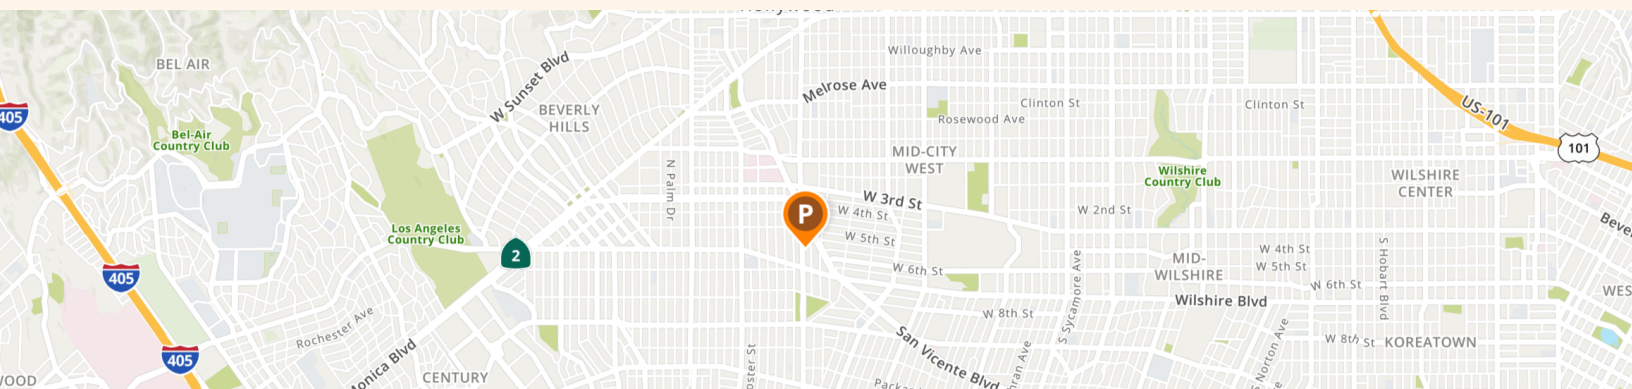 BEL AIR
W Sunset Blvd
BEVERLY
HILLS
405
Bel-Air
Country Club
Los Angeles
Country Club
2
405
405
Rochester Ave
CENTURY
N Palm Dr
P
Willoughby Ave
Melrose Ave
Clinton St
Rosewood Ave
MID-CITY
WEST
W 3rd St
W 4th St
W 5th St
W 6th St
W 2nd St
Wilshire
Country Club
Clinton St
US-101
101
WILSHIRE
CENTER
W 4th St
W 5th St
W 6th St
MID-
WILSHIRE
Wilshire Blvd
S Sycamore Ave
W 8th St
San Vicente Blvd
S Norton Ave
S Hobart Blvd
W 8th St
KOREATOWN